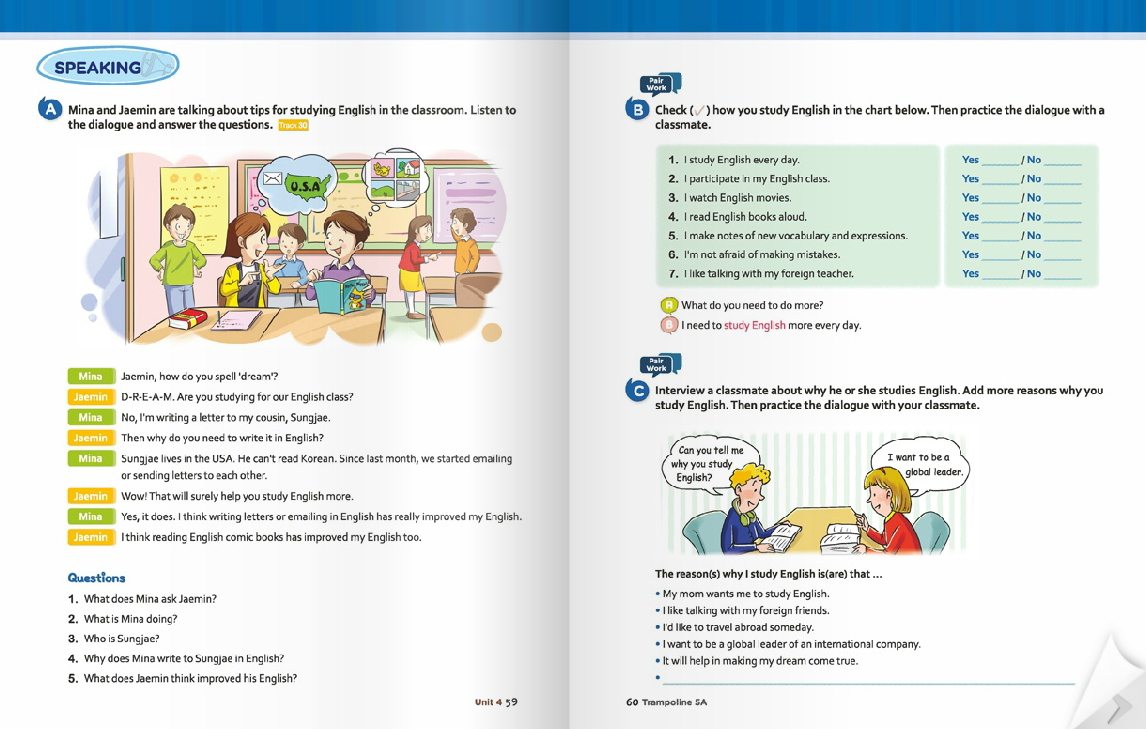 SPEAKING
A Mina and Jaemin are talking about tips for studying English in the classroom. Listen to
the dialogue and answer the questions. Track 30
U.S.A
Mina Jaemin, how do you spell 'dream'?
Jaemin D-R-E-A-M. Are you studying for our English class?
Mina No, I'm writing a letter to my cousin, Sungjae.
Jaemin Then why do you need to write it in English?
Mina Sungjae lives in the USA. He can't read Korean. Since last month, we started emailing
or sending letters to each other.
Jaemin Wow! That will surely help you study English more.
Mina Yes, it does. I think writing letters or emailing in English has really improved my English.
Jaemin I think reading English comic books has improved my English too.
Questions
1. What does Mina ask Jaemin?
2. What is Mina doing?
3. Who is Sungjae?
4. Why does Mina write to Sungjae in English?
5. What does Jaemin think improved his English?
Unit 4 59
Pair
Work
B Check (✓) how you study English in the chart below. Then practice the dialogue with a
classmate.
1. I study English every day. Yes ______ / No ______
2. I participate in my English class. Yes ______ / No ______
3. I watch English movies. Yes ______ / No ______
4. I read English books aloud. Yes ______ / No ______
5. I make notes of new vocabulary and expressions. Yes ______ / No ______
6. I'm not afraid of making mistakes. Yes ______ / No ______
7. I like talking with my foreign teacher. Yes ______ / No ______
A What do you need to do more?
B I need to study English more every day.
Pair
Work
C Interview a classmate about why he or she studies English. Add more reasons why you
study English. Then practice the dialogue with your classmate.
Can you tell me
why you study
English?
I want to be a
global leader.
The reason(s) why I study English is(are) that ...
• My mom wants me to study English.
• I like talking with my foreign friends.
• I'd like to travel abroad someday.
• I want to be a global leader of an international company.
• It will help in making my dream come true.
•
60 Trampoline 5A